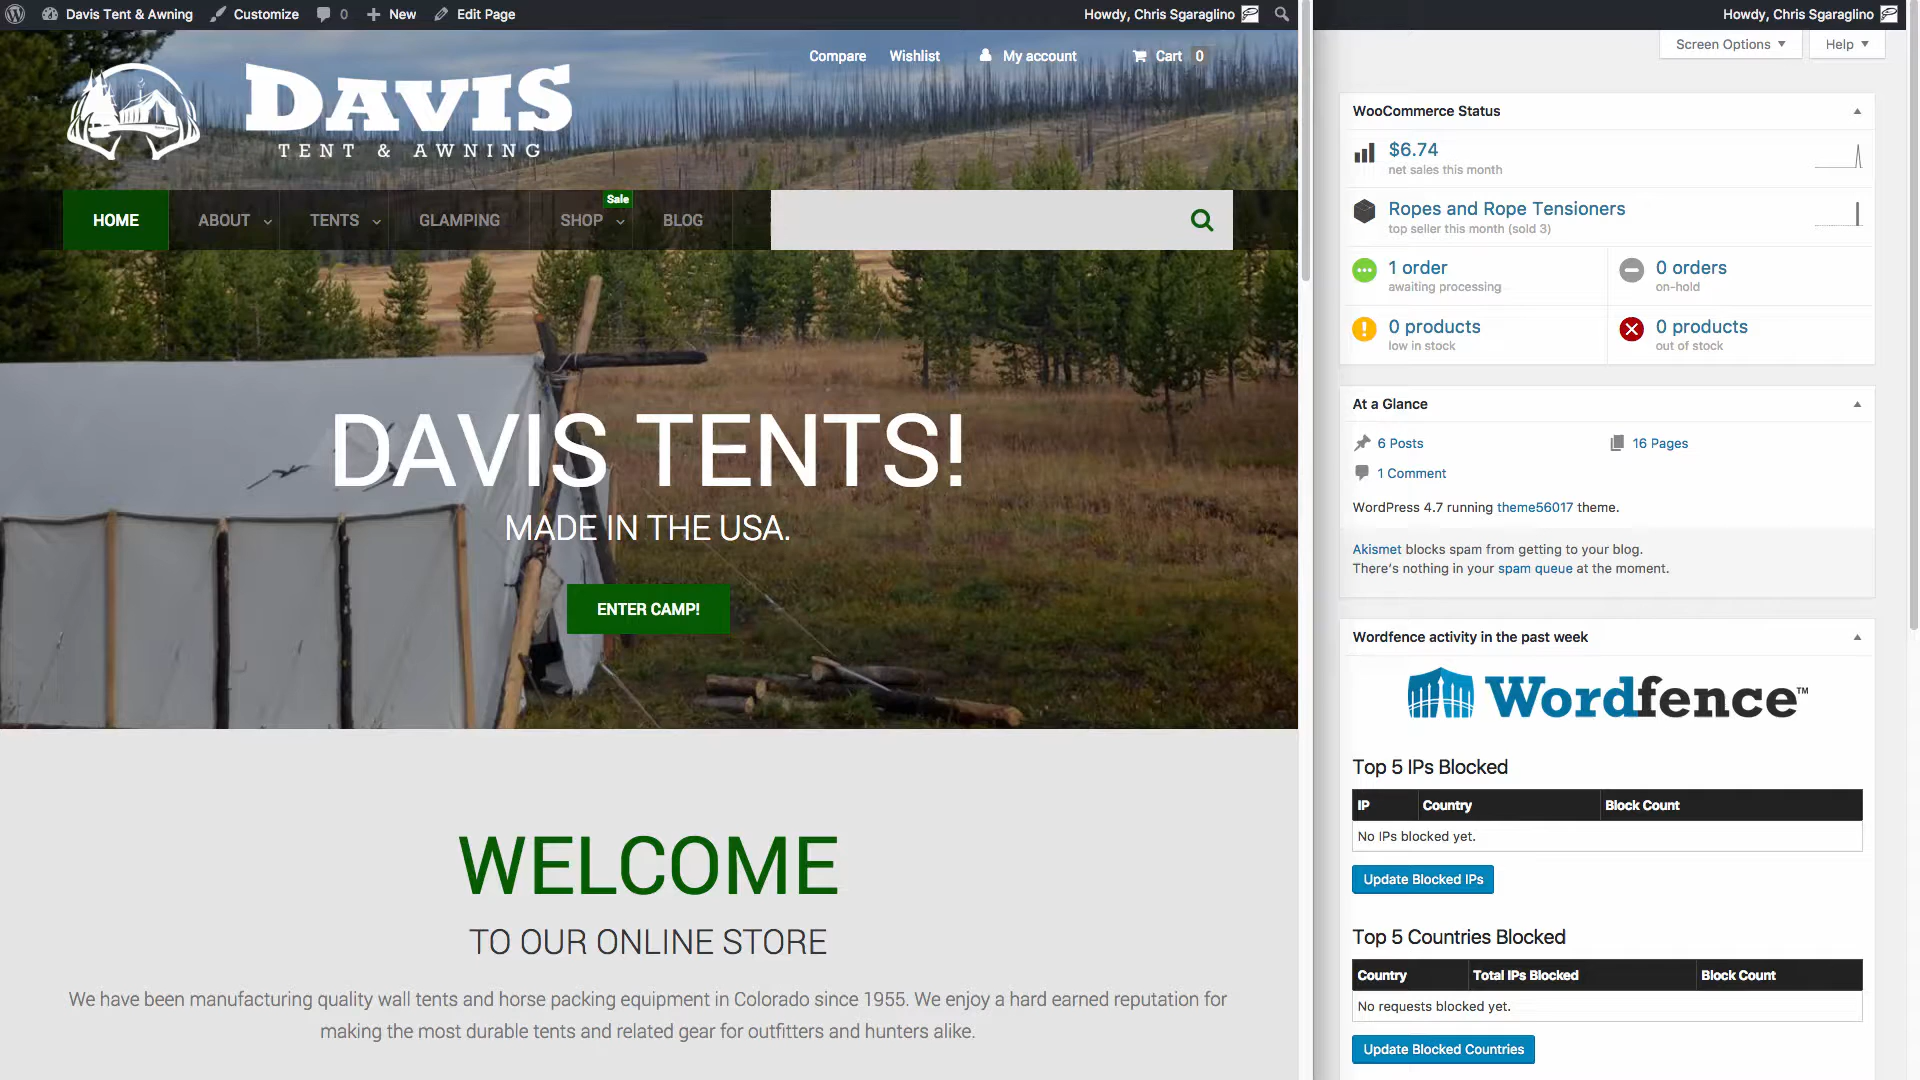 Davis Tent & Awning Customize 0 New Edit Page Howdy, Chris Sgaraglino
Compare Wishlist My account Cart 0
DAVIS
TENT & AWNING
Sale
HOME ABOUT TENTS GLAMPING SHOP BLOG
DAVIS TENTS!
MADE IN THE USA.
ENTER CAMP!
WELCOME
TO OUR ONLINE STORE
We have been manufacturing quality wall tents and horse packing equipment in Colorado since 1955. We enjoy a hard earned reputation for
making the most durable tents and related gear for outfitters and hunters alike.
Howdy, Chris Sgaraglino
Screen Options Help
WooCommerce Status
$6.74
net sales this month
Ropes and Rope Tensioners
top seller this month (sold 3)
1 order 0 orders
awaiting processing on-hold
0 products 0 products
low in stock out of stock
At a Glance
6 Posts 16 Pages
1 Comment
WordPress 4.7 running theme56017 theme.
Akismet blocks spam from getting to your blog.
There's nothing in your spam queue at the moment.
Wordfence activity in the past week
Wordfence™
Top 5 IPs Blocked
IP Country Block Count
No IPs blocked yet.
Update Blocked IPs
Top 5 Countries Blocked
Country Total IPs Blocked Block Count
No requests blocked yet.
Update Blocked Countries